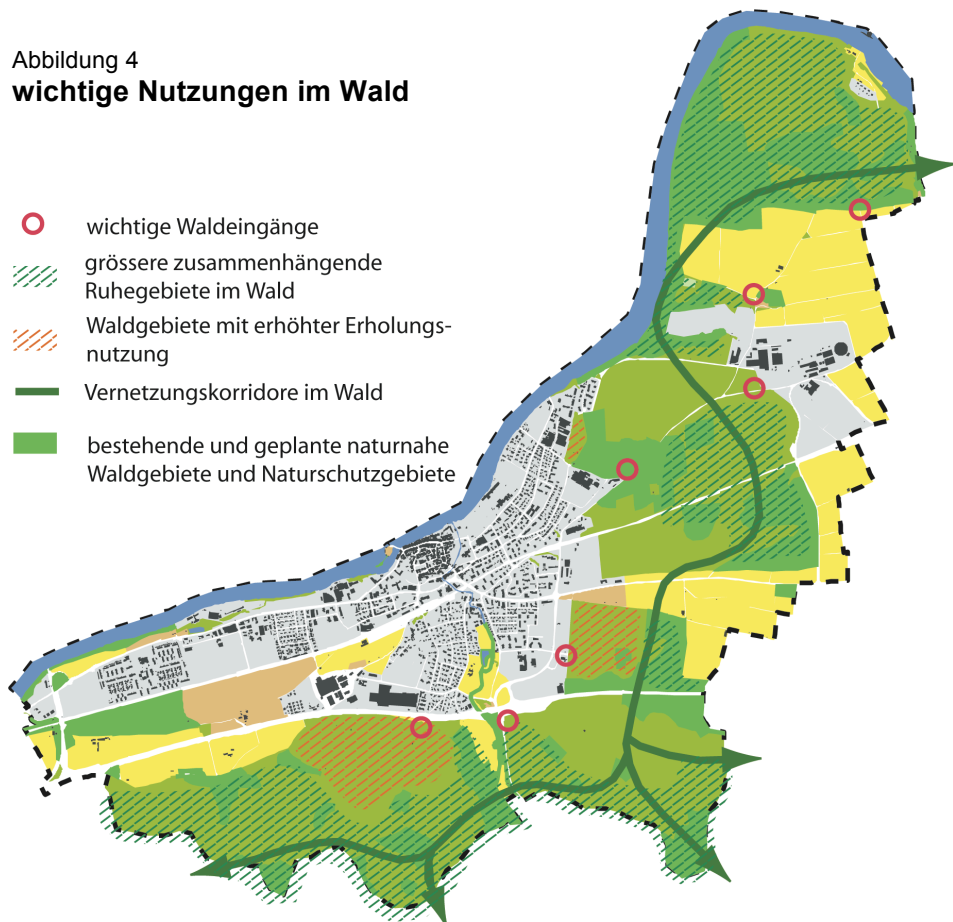 Abbildung 4
wichtige Nutzungen im Wald
wichtige Waldeingänge
grössere zusammenhängende
Ruhegebiete im Wald
Waldgebiete mit erhöhter Erholungs-
nutzung
Vernetzungskorridore im Wald
bestehende und geplante naturnahe
Waldgebiete und Naturschutzgebiete